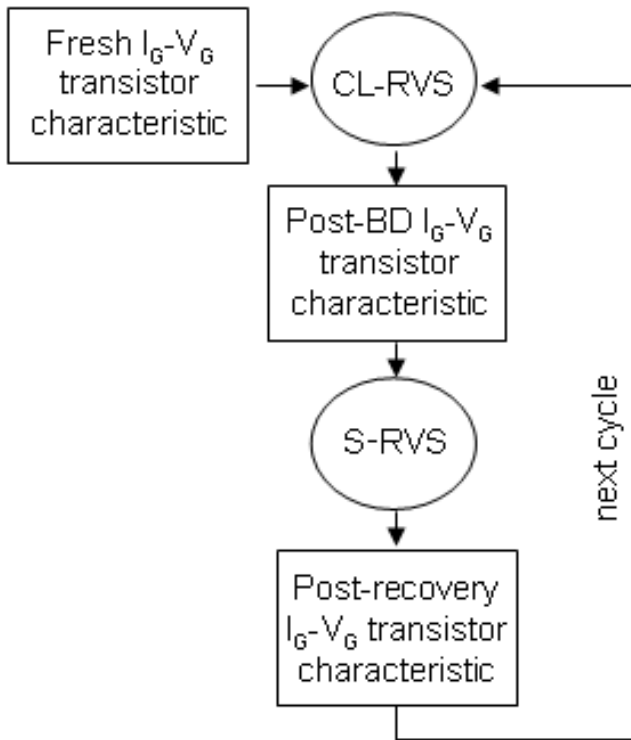 Fresh I_G-V_G
transistor
characteristic
CL-RVS
Post-BD I_G-V_G
transistor
characteristic
S-RVS
next cycle
Post-recovery
I_G-V_G transistor
characteristic